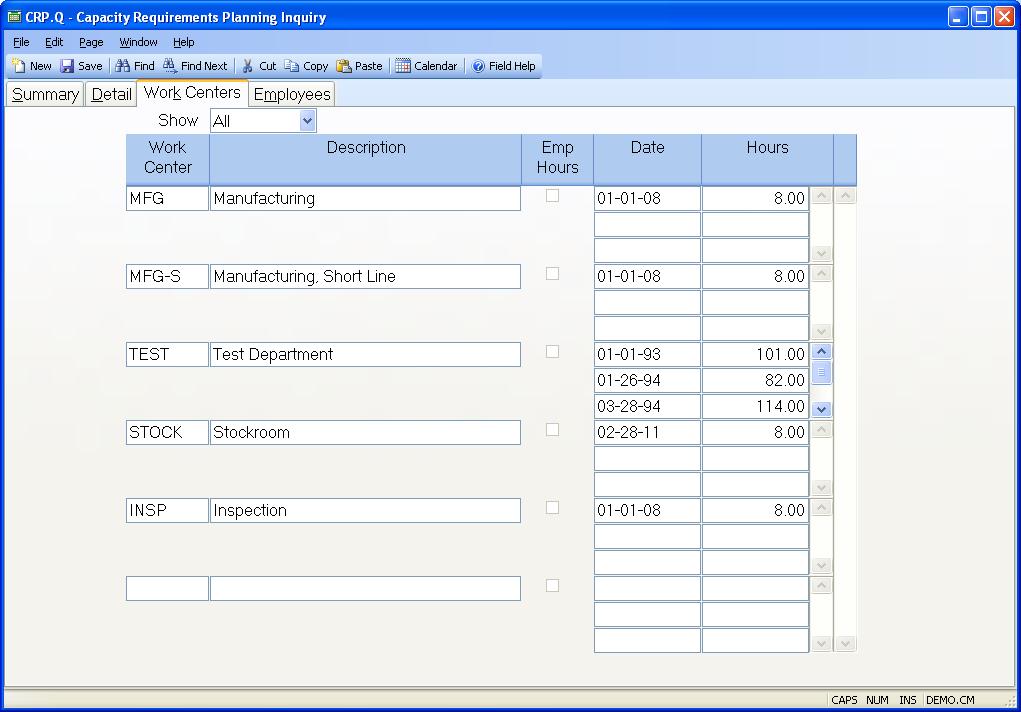 CRP.Q - Capacity Requirements Planning Inquiry
File Edit Page Window Help
New Save Find Find Next Cut Copy Paste Calendar Field Help
Summary Detail Work Centers Employees
Show All
Work Center Description Emp Hours Date Hours
MFG Manufacturing 01-01-08 8.00
MFG-S Manufacturing, Short Line 01-01-08 8.00
TEST Test Department 01-01-93 101.00
01-26-94 82.00
03-28-94 114.00
STOCK Stockroom 02-28-11 8.00
INSP Inspection 01-01-08 8.00
CAPS NUM INS DEMO.CM